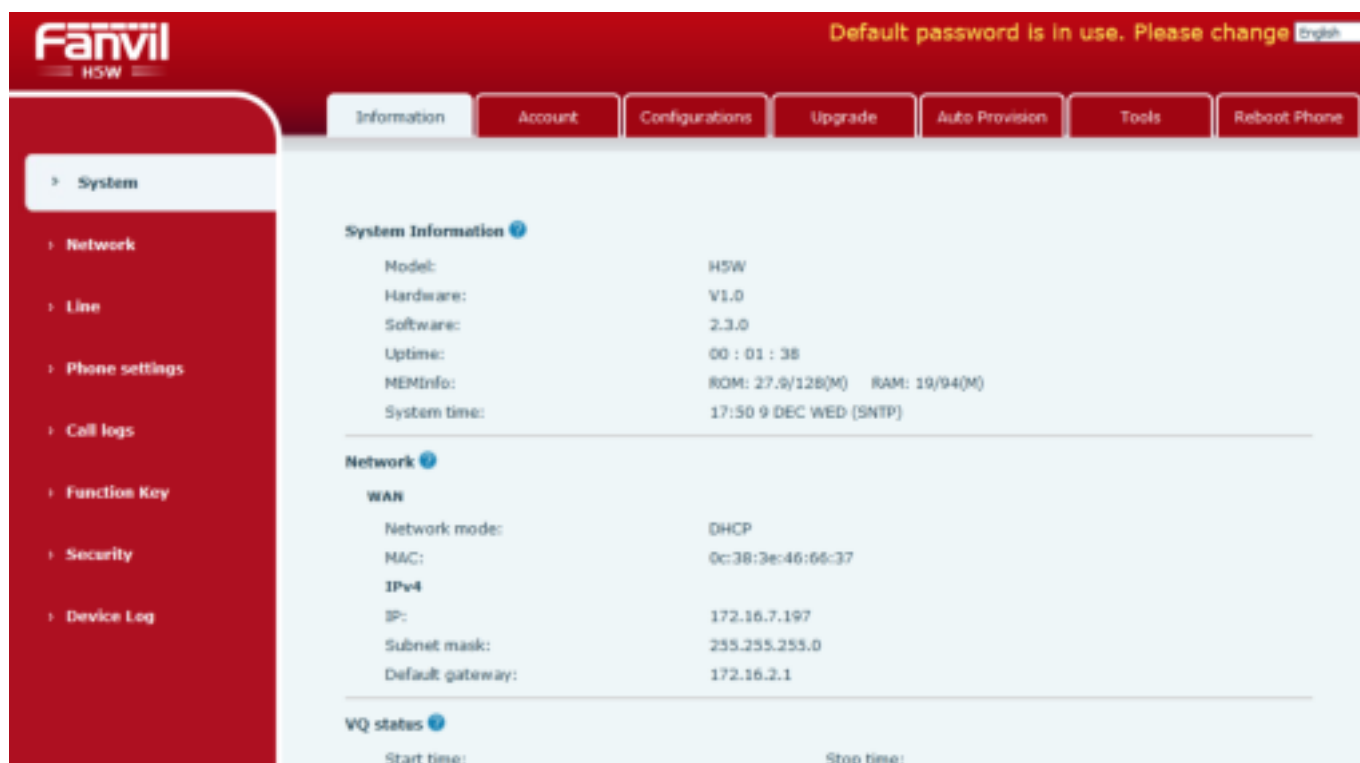 Fanvil
H5W
Default password is in use. Please change
English
Information
Account
Configurations
Upgrade
Auto Provision
Tools
Reboot Phone
› System
› Network
› Line
› Phone settings
› Call logs
› Function Key
› Security
› Device Log
System Information ?
Model: H5W
Hardware: V1.0
Software: 2.3.0
Uptime: 00 : 01 : 38
MEMInfo: ROM: 27.9/128(M) RAM: 19/94(M)
System time: 17:50 9 DEC WED (SNTP)
Network ?
WAN
Network mode: DHCP
MAC: 0c:38:3e:46:66:37
IPv4
IP: 172.16.7.197
Subnet mask: 255.255.255.0
Default gateway: 172.16.2.1
VQ status ?
Start time: Stop time: